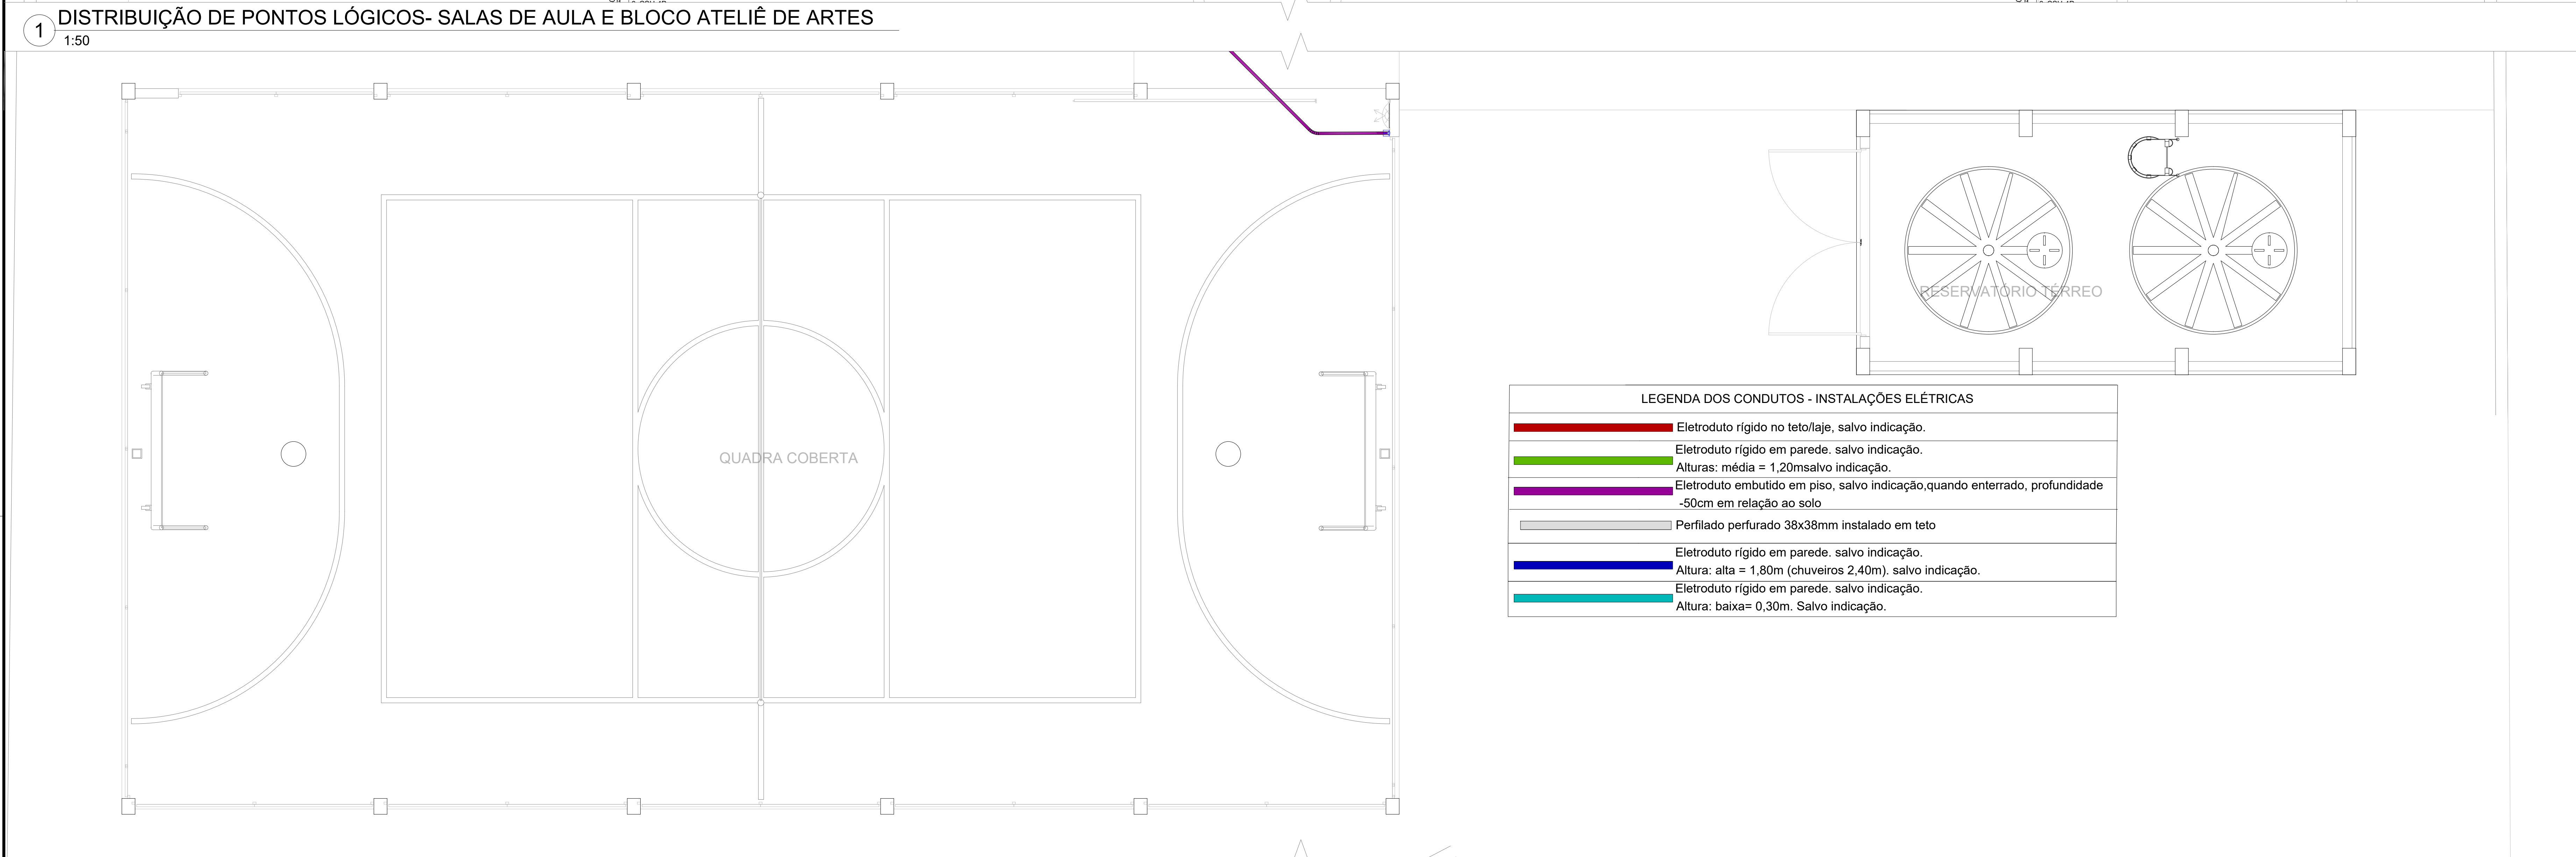 DISTRIBUIÇÃO DE PONTOS LÓGICOS- SALAS DE AULA E BLOCO ATELIÊ DE ARTES
1
1:50
QUADRA COBERTA
RESERVATÓRIO TÉRREO
LEGENDA DOS CONDUTOS - INSTALAÇÕES ELÉTRICAS
Eletroduto rígido no teto/laje, salvo indicação.
Eletroduto rígido em parede. salvo indicação.
Alturas: média = 1,20msalvo indicação.
Eletroduto embutido em piso, salvo indicação,quando enterrado, profundidade
-50cm em relação ao solo
Perfilado perfurado 38x38mm instalado em teto
Eletroduto rígido em parede. salvo indicação.
Altura: alta = 1,80m (chuveiros 2,40m). salvo indicação.
Eletroduto rígido em parede. salvo indicação.
Altura: baixa= 0,30m. Salvo indicação.